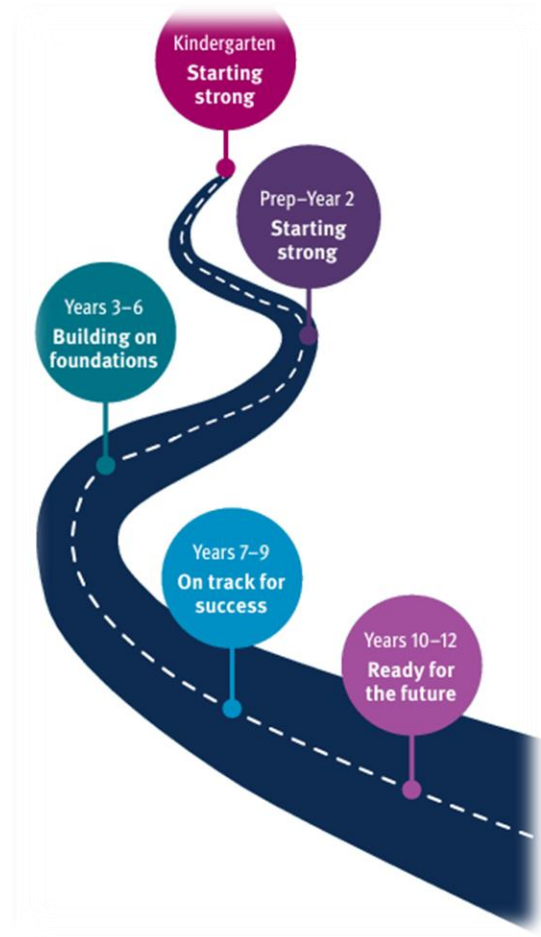 Kindergarten
Starting
strong
Prep–Year 2
Starting
strong
Years 3–6
Building on
foundations
Years 7–9
On track for
success
Years 10–12
Ready for
the future